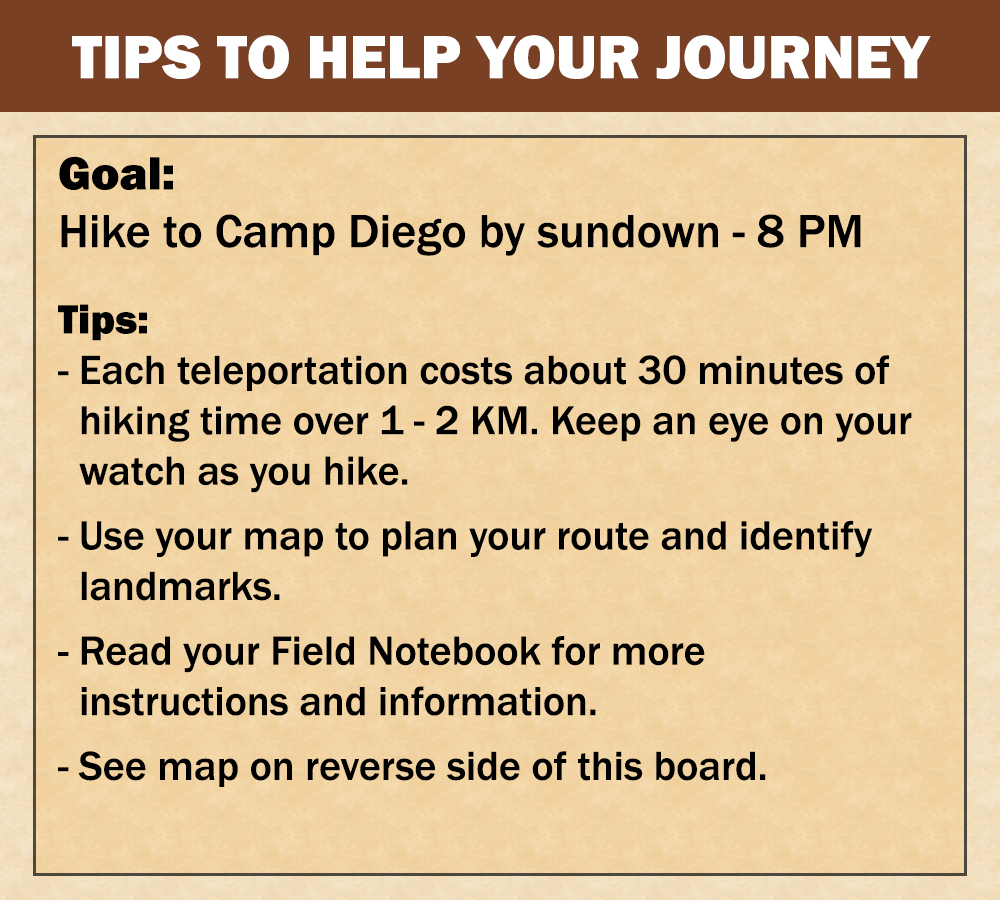 TIPS TO HELP YOUR JOURNEY
Goal:
Hike to Camp Diego by sundown - 8 PM
Tips:
- Each teleportation costs about 30 minutes of
hiking time over 1 - 2 KM. Keep an eye on your
watch as you hike.
- Use your map to plan your route and identify
landmarks.
- Read your Field Notebook for more
instructions and information.
- See map on reverse side of this board.